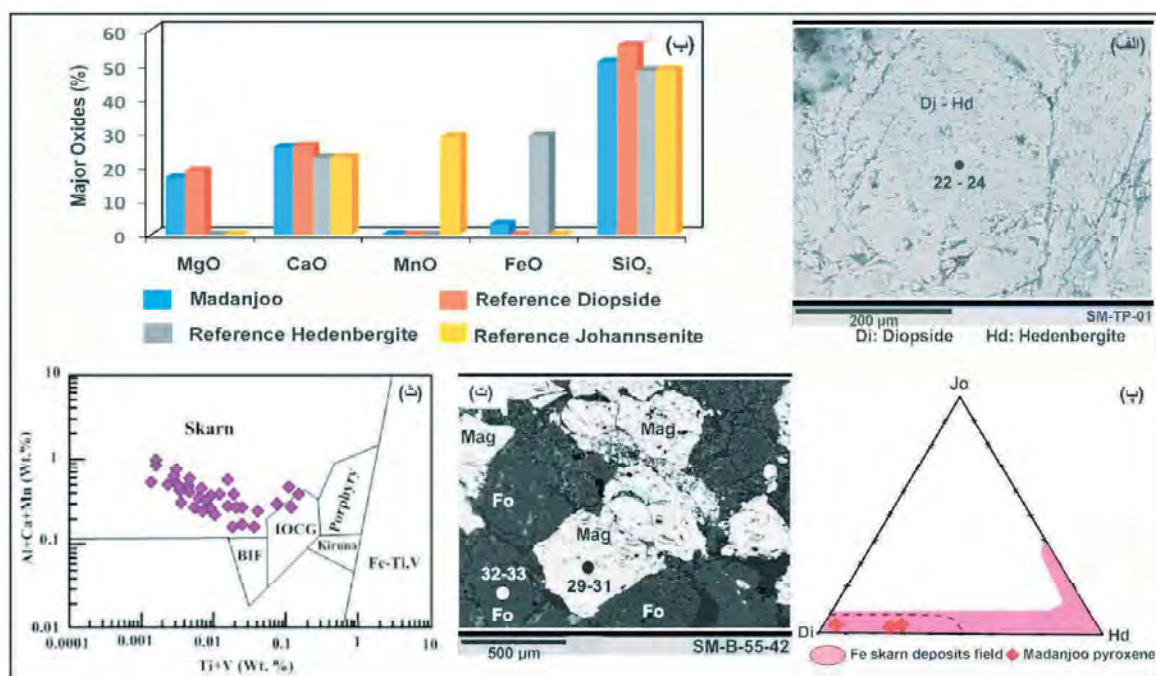 (الف)
Di - Hd
22 - 24
200 µm
SM-TP-01
Di: Diopside Hd: Hedenbergite
(ب)
Major Oxides (%)
60
50
40
30
20
10
0
MgO CaO MnO FeO SiO₂
Madanjoo Reference Diopside
Reference Hedenbergite Reference Johannsenite
(پ)
Jo
Di Hd
Fe skarn deposits field Madanjoo pyroxene
(ت)
Mag
Mag
Fo
Mag
32-33
29-31
Fo
Fo
500 µm
SM-B-55-42
(ث)
Al+Ca+Mn (Wt.%)
10
1
0.1
0.01
Skarn
Porphyry
IOCG
BIF
Kiruna
Fe-Ti,V
0.0001 0.001 0.01 0.1 1 10
Ti+V (Wt. %)